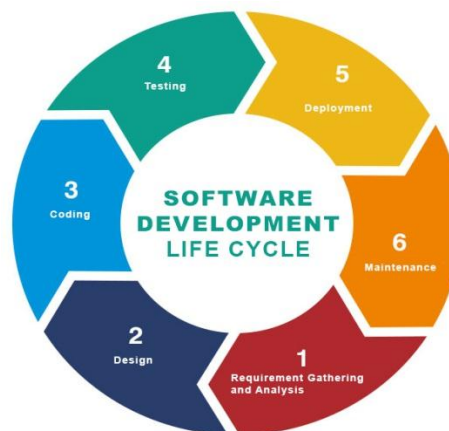 SOFTWARE
DEVELOPMENT
LIFE CYCLE
1
Requirement Gathering
and Analysis
2
Design
3
Coding
4
Testing
5
Deployment
6
Maintenance